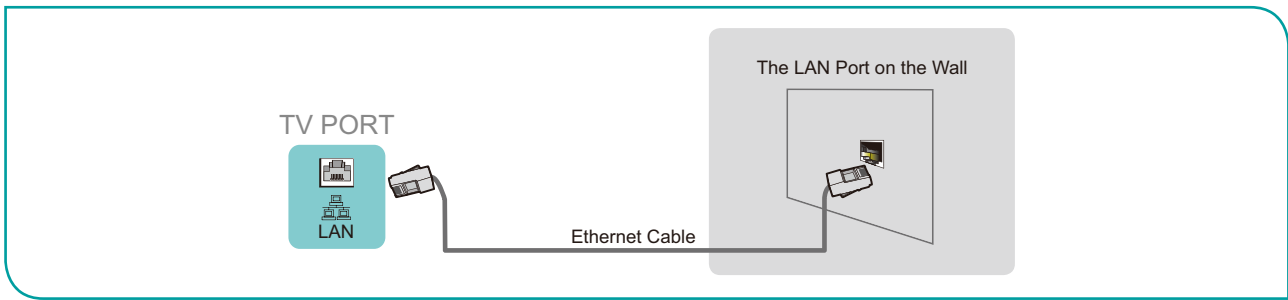 The LAN Port on the Wall
TV PORT
LAN
Ethernet Cable